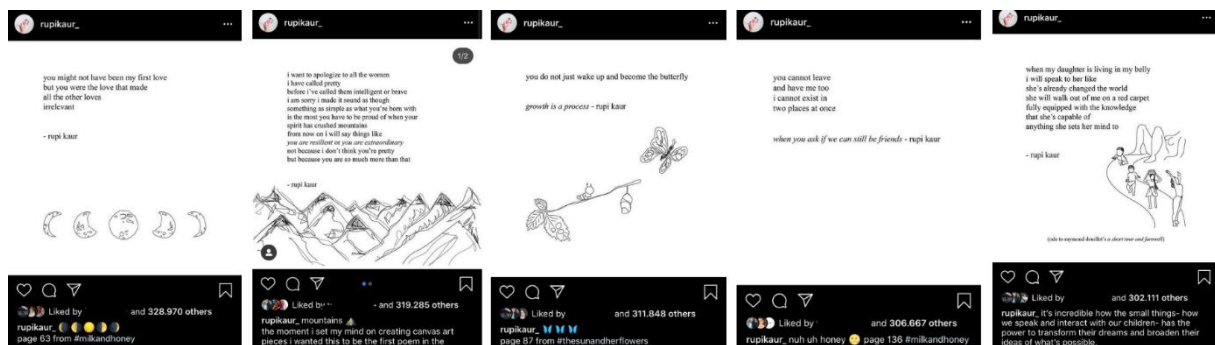 rupikaur_
you might not have been my first love
but you were the love that made
all the other loves
irrelevant
- rupi kaur
Liked by
and 328.970 others
rupikaur_
page 63 from #milkandhoney
rupikaur_
1/2
i want to apologize to all the women
i have called pretty
before i've called them intelligent or brave
i am sorry i made it sound as though
something as simple as what you're born with
is the most you have to be proud of when your
spirit has crushed mountains
from now on i will say things like
you are resilient or you are extraordinary
not because i don't think you're pretty
but because you are so much more than that
- rupi kaur
Liked by
- and 319.285 others
rupikaur_ mountains
the moment i set my mind on creating canvas art
pieces i wanted this to be the first poem in the
rupikaur_
you do not just wake up and become the butterfly
growth is a process - rupi kaur
Liked by
and 311.848 others
rupikaur_
page 87 from #thesunandherflowers
rupikaur_
you cannot leave
and have me too
i cannot exist in
two places at once
when you ask if we can still be friends - rupi kaur
Liked by
and 306.667 others
rupikaur_ nuh uh honey page 136 #milkandhoney
rupikaur_
when my daughter is living in my belly
i will speak to her like
she's already changed the world
she will walk out of me on a red carpet
fully equipped with the knowledge
that she's capable of
anything she sets her mind to
- rupi kaur
(ode to raymond douillet's a short tour and farewell)
Liked by
and 302.111 others
rupikaur_ it's incredible how the small things- how
we speak and interact with our children- has the
power to transform their dreams and broaden their
ideas of what's possible.